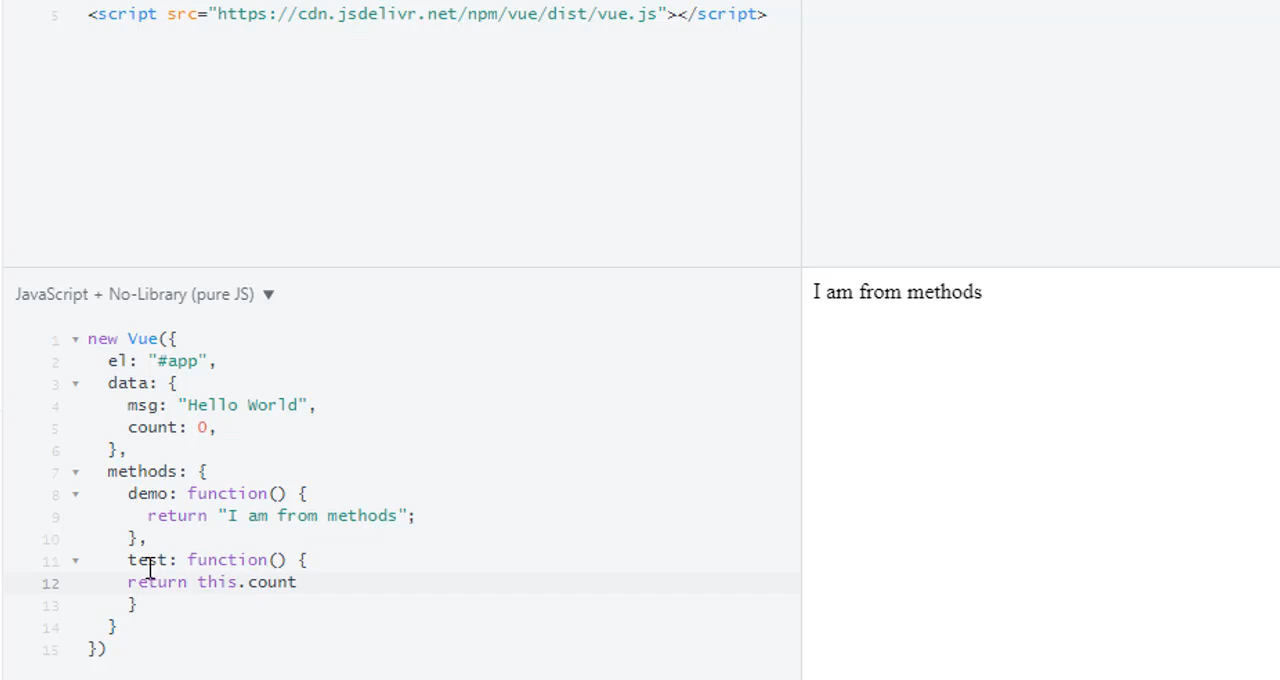 5 <script src="https://cdn.jsdelivr.net/npm/vue/dist/vue.js"></script>
JavaScript + No-Library (pure JS) ▼
I am from methods
1 ▾ new Vue({
2 el: "#app",
3 ▾ data: {
4 msg: "Hello World",
5 count: 0,
6 },
7 ▾ methods: {
8 ▾ demo: function() {
9 return "I am from methods";
10 },
11 ▾ test: function() {
12 return this.count
13 }
14 }
15 })